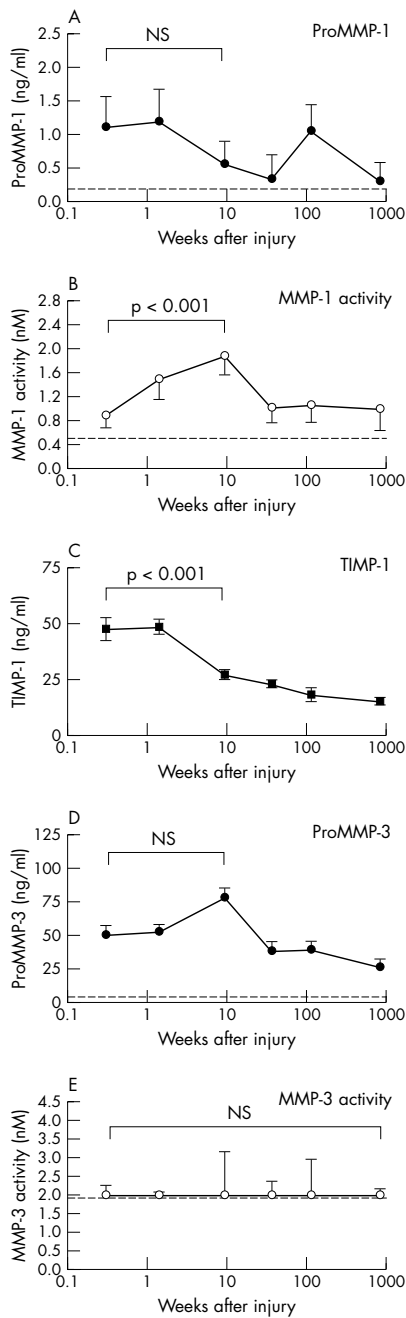 A
ProMMP-1
NS
ProMMP-1 (ng/ml)
2.5
2.0
1.5
1.0
0.5
0.0
0.1 1 10 100 1000
Weeks after injury
B
MMP-1 activity
p < 0.001
MMP-1 activity (nM)
2.8
2.4
2.0
1.6
1.2
0.8
0.4
0.0
0.1 1 10 100 1000
Weeks after injury
C
TIMP-1
p < 0.001
TIMP-1 (ng/ml)
75
50
25
0
0.1 1 10 100 1000
Weeks after injury
D
ProMMP-3
NS
ProMMP-3 (ng/ml)
125
100
75
50
25
0
0.1 1 10 100 1000
Weeks after injury
E
MMP-3 activity
NS
MMP-3 activity (nM)
4.5
4.0
3.5
3.0
2.5
2.0
1.5
1.0
0.5
0.0
0.1 1 10 100 1000
Weeks after injury